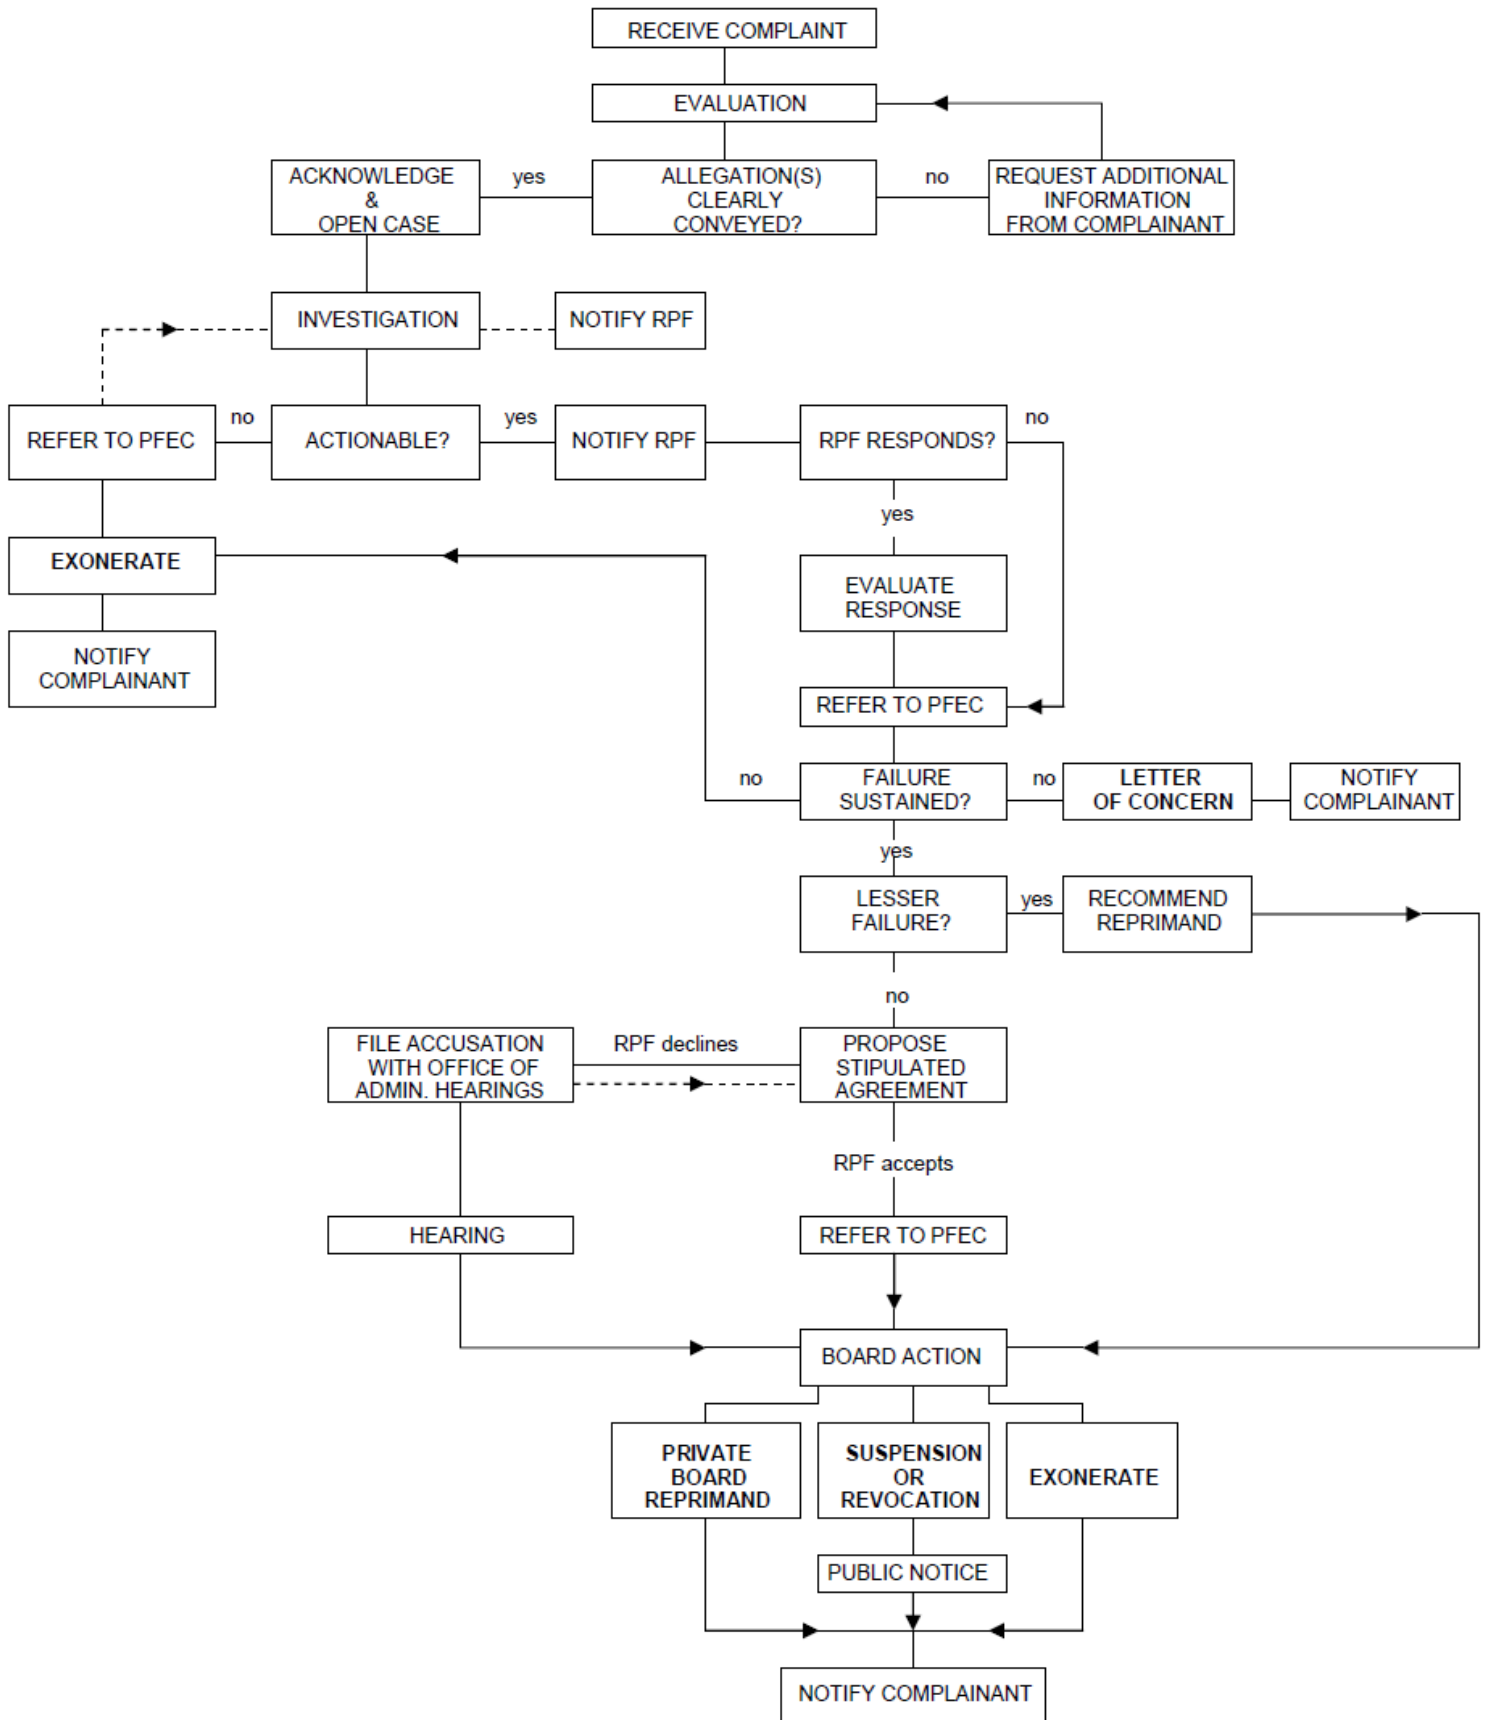 RECEIVE COMPLAINT
EVALUATION
ACKNOWLEDGE
&
OPEN CASE
yes
ALLEGATION(S)
CLEARLY
CONVEYED?
no
REQUEST ADDITIONAL
INFORMATION
FROM COMPLAINANT
INVESTIGATION
NOTIFY RPF
REFER TO PFEC
no
ACTIONABLE?
yes
NOTIFY RPF
RPF RESPONDS?
no
yes
EXONERATE
EVALUATE
RESPONSE
NOTIFY
COMPLAINANT
REFER TO PFEC
no
FAILURE
SUSTAINED?
no
LETTER
OF CONCERN
NOTIFY
COMPLAINANT
yes
LESSER
FAILURE?
yes
RECOMMEND
REPRIMAND
no
FILE ACCUSATION
WITH OFFICE OF
ADMIN. HEARINGS
RPF declines
PROPOSE
STIPULATED
AGREEMENT
RPF accepts
HEARING
REFER TO PFEC
BOARD ACTION
PRIVATE
BOARD
REPRIMAND
SUSPENSION
OR
REVOCATION
EXONERATE
PUBLIC NOTICE
NOTIFY COMPLAINANT